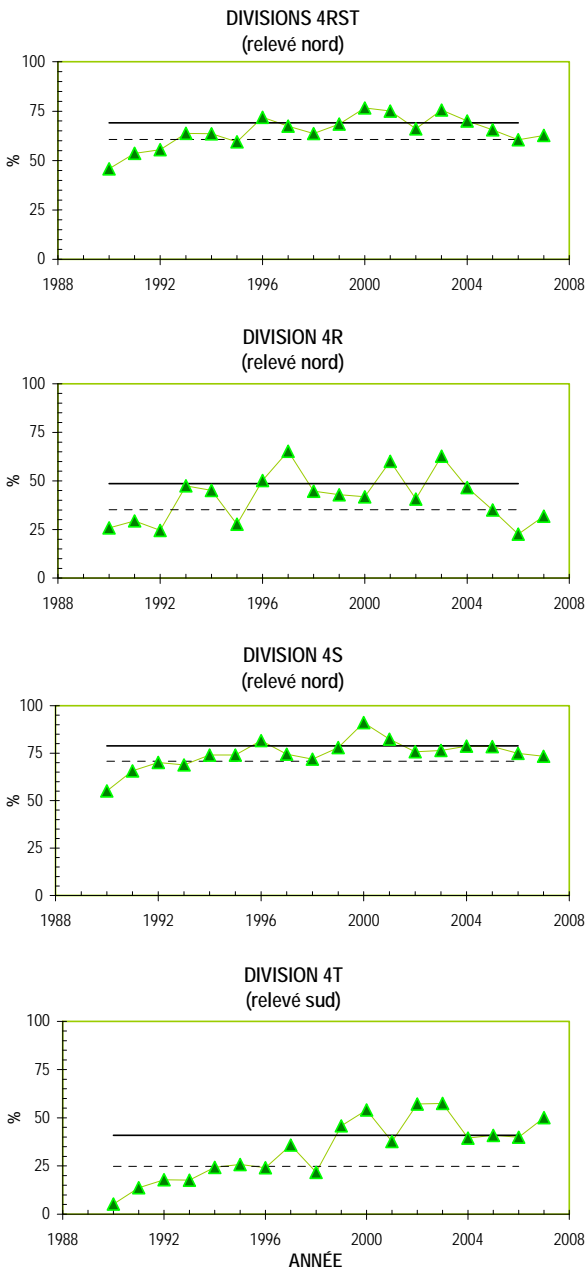 DIVISIONS 4RST
(relevé nord)
100
75
50
25
0
%
1988 1992 1996 2000 2004 2008
DIVISION 4R
(relevé nord)
100
75
50
25
0
%
1988 1992 1996 2000 2004 2008
DIVISION 4S
(relevé nord)
100
75
50
25
0
%
1988 1992 1996 2000 2004 2008
DIVISION 4T
(relevé sud)
100
75
50
25
0
%
1988 1992 1996 2000 2004 2008
ANNÉE